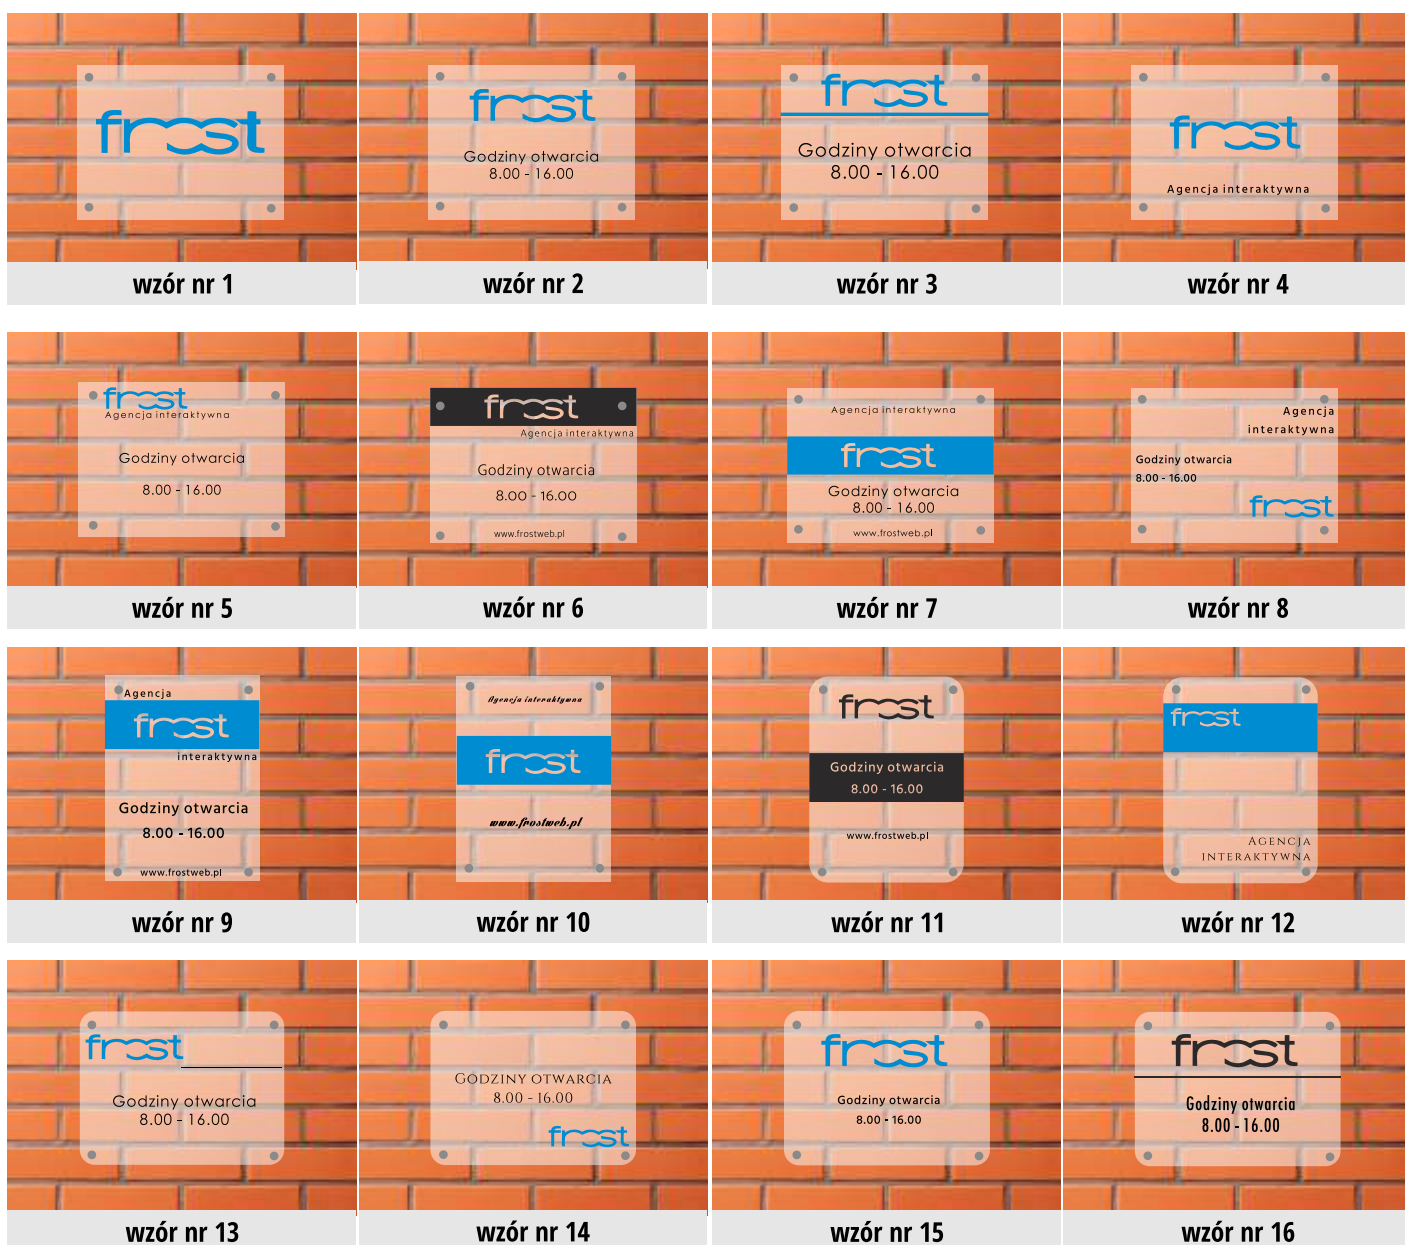 frost
wzór nr 1
frost
Godziny otwarcia
8.00 - 16.00
wzór nr 2
frost
Godziny otwarcia
8.00 - 16.00
wzór nr 3
frost
Agencja interaktywna
wzór nr 4
frost
Agencja interaktywna
Godziny otwarcia
8.00 - 16.00
wzór nr 5
frost
Agencja interaktywna
Godziny otwarcia
8.00 - 16.00
www.frostweb.pl
wzór nr 6
Agencja interaktywna
frost
Godziny otwarcia
8.00 - 16.00
www.frostweb.pl
wzór nr 7
Agencja
interaktywna
Godziny otwarcia
8.00 - 16.00
frost
wzór nr 8
Agencja
frost
interaktywna
Godziny otwarcia
8.00 - 16.00
www.frostweb.pl
wzór nr 9
Agencja interaktywna
frost
www.frostweb.pl
wzór nr 10
frost
Godziny otwarcia
8.00 - 16.00
www.frostweb.pl
wzór nr 11
frost
Agencja
interaktywna
wzór nr 12
frost
Godziny otwarcia
8.00 - 16.00
wzór nr 13
Godziny otwarcia
8.00 - 16.00
frost
wzór nr 14
frost
Godziny otwarcia
8.00 - 16.00
wzór nr 15
frost
Godziny otwarcia
8.00 - 16.00
wzór nr 16